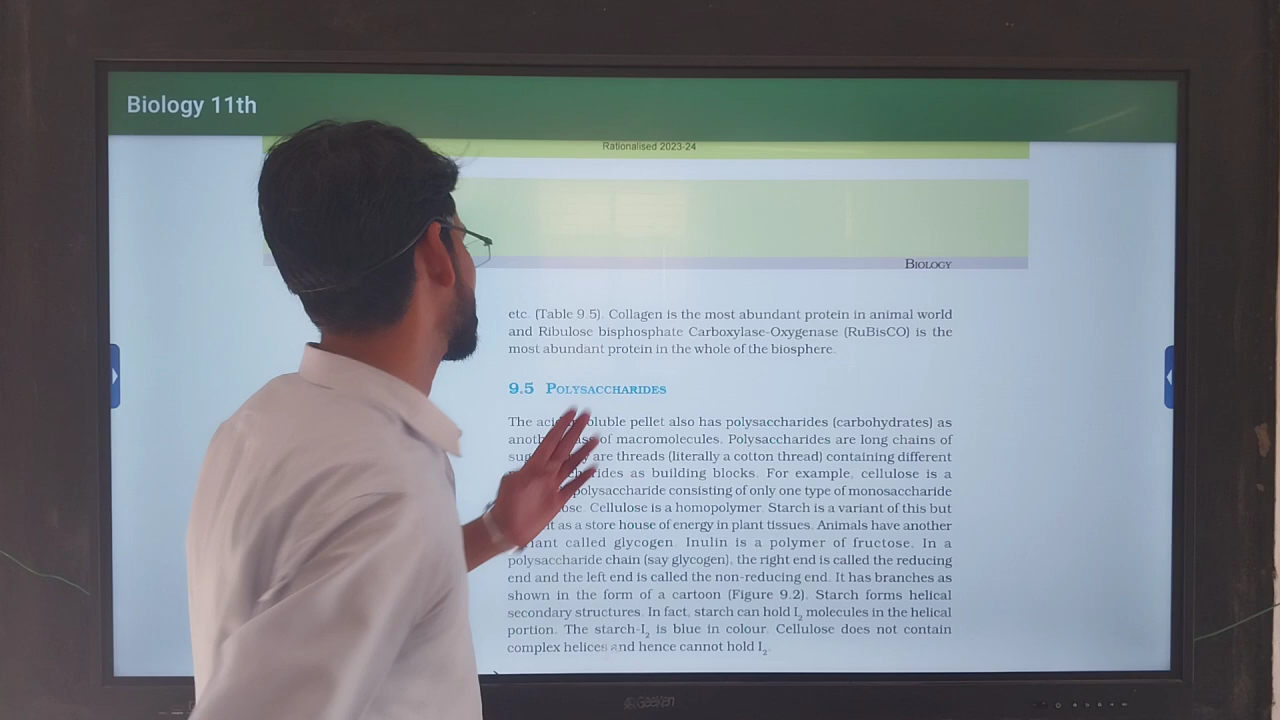 Biology 11th
Rationalised 2023-24
BIOLOGY
etc. (Table 9.5). Collagen is the most abundant protein in animal world
and Ribulose bisphosphate Carboxylase-Oxygenase (RuBisCO) is the
most abundant protein in the whole of the biosphere.
9.5 POLYSACCHARIDES
The oluble pellet also has polysaccharides (carbohydrates) as
of macromolecules. Polysaccharides are long chains of
are threads (literally a cotton thread) containing different
as building blocks. For example, cellulose is a
polysaccharide consisting of only one type of monosaccharide
Cellulose is a homopolymer. Starch is a variant of this but
it as a store house of energy in plant tissues. Animals have another
called glycogen. Inulin is a polymer of fructose. In a
polysaccharide chain (say glycogen), the right end is called the reducing
end and the left end is called the non-reducing end. It has branches as
shown in the form of a cartoon (Figure 9.2). Starch forms helical
secondary structures. In fact, starch can hold I2 molecules in the helical
portion. The starch-I2 is blue in colour. Cellulose does not contain
complex helices and hence cannot hold I2.
Geeken